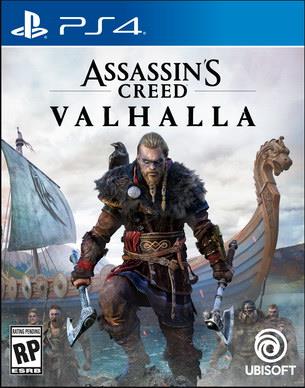 PS4
ASSASSIN'S
CREED
VALHALLA
RATING PENDING
RP
ESRB
UBISOFT